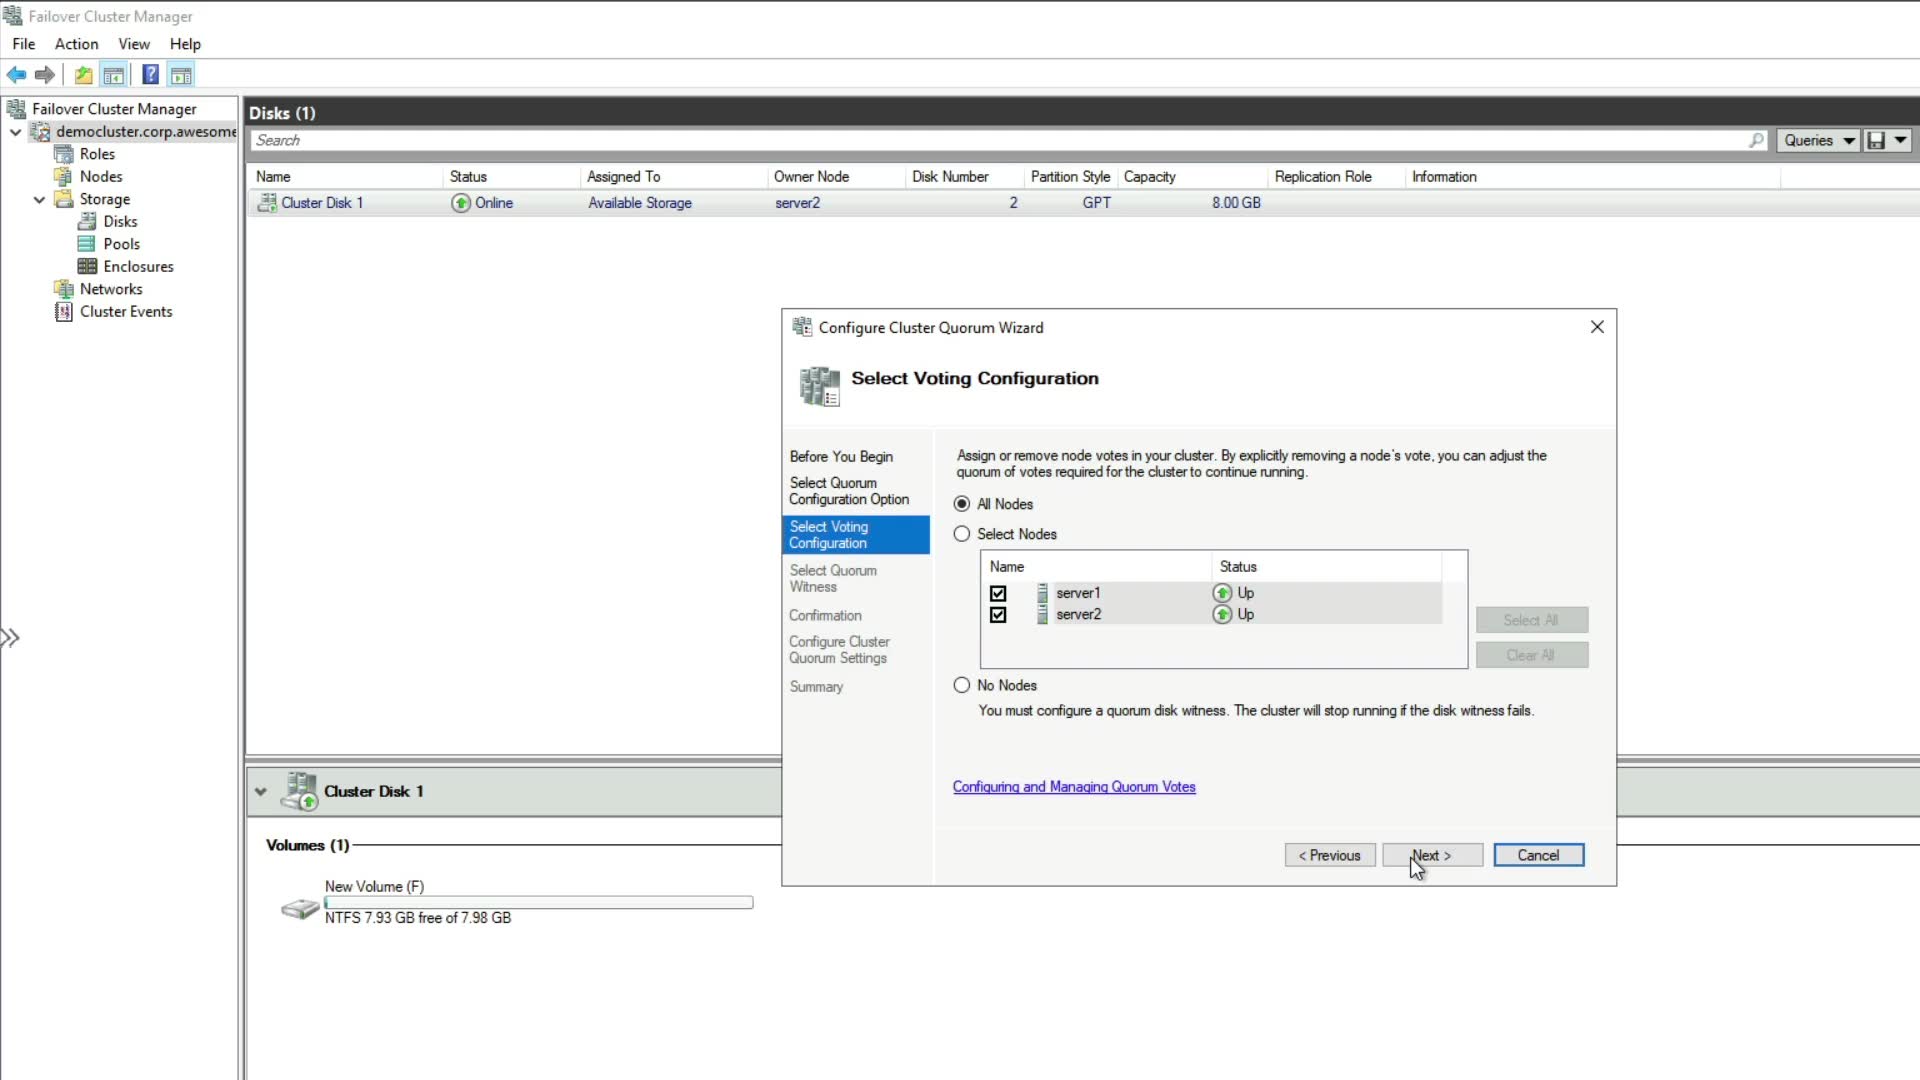 Failover Cluster Manager
File Action View Help
Failover Cluster Manager
democluster.corp.awesome
Roles
Nodes
Storage
Disks
Pools
Enclosures
Networks
Cluster Events
Disks (1)
Search
Queries
Name Status Assigned To Owner Node Disk Number Partition Style Capacity Replication Role Information
Cluster Disk 1 Online Available Storage server2 2 GPT 8.00 GB
Configure Cluster Quorum Wizard
Select Voting Configuration
Before You Begin
Select Quorum
Configuration Option
Select Voting
Configuration
Select Quorum
Witness
Confirmation
Configure Cluster
Quorum Settings
Summary
Assign or remove node votes in your cluster. By explicitly removing a node's vote, you can adjust the
quorum of votes required for the cluster to continue running.
All Nodes
Select Nodes
Name Status
server1 Up
server2 Up
Select All
Clear All
No Nodes
You must configure a quorum disk witness. The cluster will stop running if the disk witness fails.
Configuring and Managing Quorum Votes
< Previous Next > Cancel
Cluster Disk 1
Volumes (1)
New Volume (F)
NTFS 7.93 GB free of 7.98 GB